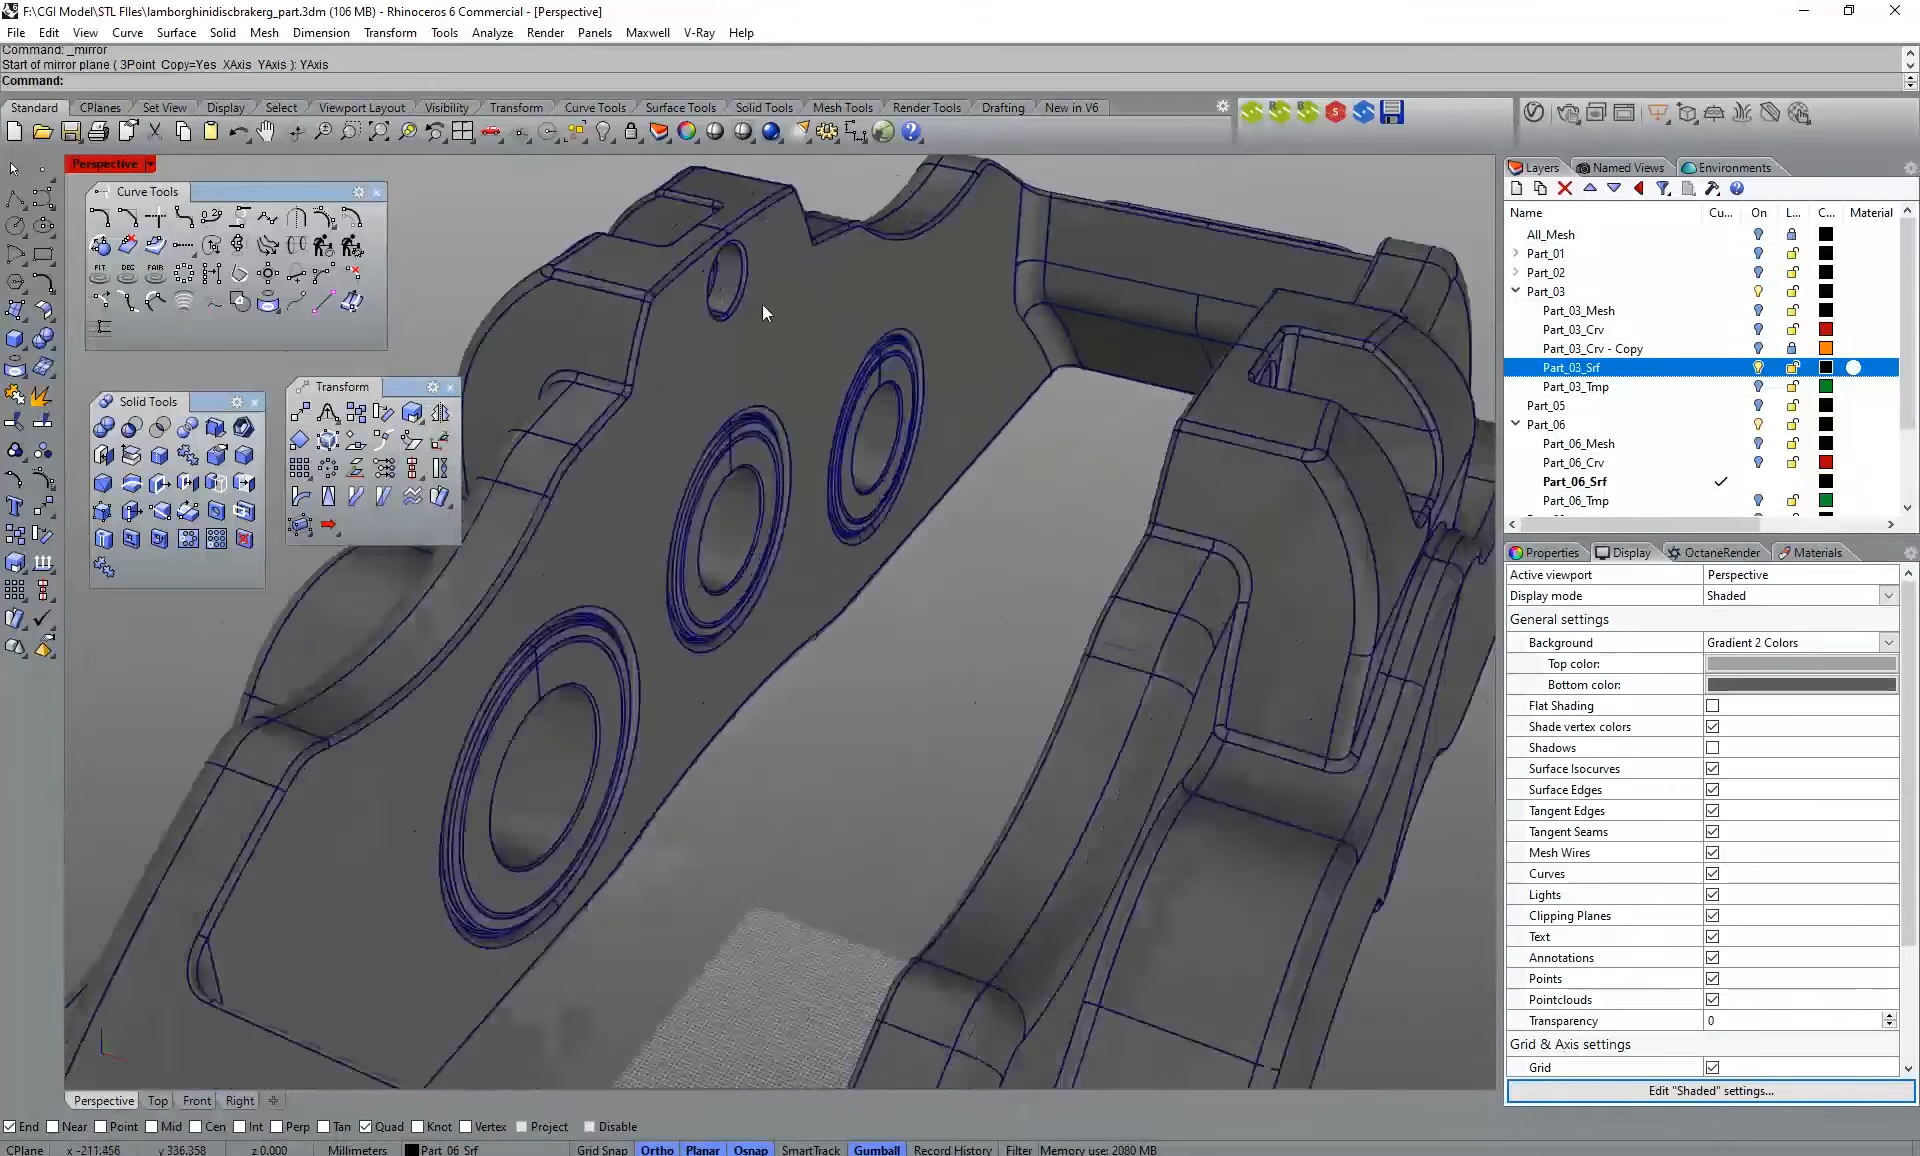 F:\CGI Model\STL FIles\lamborghinidiscbrakerg_part.3dm (106 MB) - Rhinoceros 6 Commercial - [Perspective]
File Edit View Curve Surface Solid Mesh Dimension Transform Tools Analyze Render Panels Maxwell V-Ray Help
Command: _mirror
Start of mirror plane ( 3Point Copy=Yes XAxis YAxis ): YAxis
Command:
Standard CPlanes Set View Display Select Viewport Layout Visibility Transform Curve Tools Surface Tools Solid Tools Mesh Tools Render Tools Drafting New in V6
Perspective
Curve Tools
FIT DEG FAIR
Solid Tools
Transform
Layers Named Views Environments
Name Cu... On L... C... Material
All_Mesh
Part_01
Part_02
Part_03
Part_03_Mesh
Part_03_Crv
Part_03_Crv - Copy
Part_03_Srf
Part_03_Tmp
Part_05
Part_06
Part_06_Mesh
Part_06_Crv
Part_06_Srf
Part_06_Tmp
Properties Display OctaneRender Materials
Active viewport Perspective
Display mode Shaded
General settings
Background Gradient 2 Colors
Top color:
Bottom color:
Flat Shading
Shade vertex colors
Shadows
Surface Isocurves
Surface Edges
Tangent Edges
Tangent Seams
Mesh Wires
Curves
Lights
Clipping Planes
Text
Annotations
Points
Pointclouds
Transparency 0
Grid & Axis settings
Grid
Edit "Shaded" settings...
Perspective Top Front Right
End Near Point Mid Cen Int Perp Tan Quad Knot Vertex Project Disable
CPlane x -211.456 y 336.358 z 0.000 Millimeters Part_06_Srf Grid Snap Ortho Planar Osnap SmartTrack Gumball Record History Filter Memory use: 2080 MB